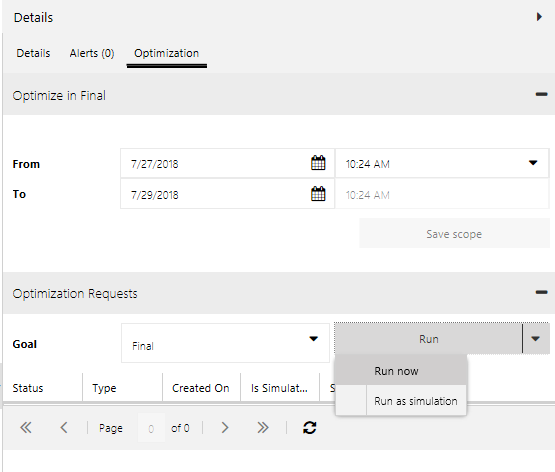 Details
Details Alerts (0) Optimization
Optimize in Final
From 7/27/2018 10:24 AM
To 7/29/2018 10:24 AM
Save scope
Optimization Requests
Goal Final Run
Run now
Status Type Created On Is Simulat... S
Run as simulation
Page 0 of 0